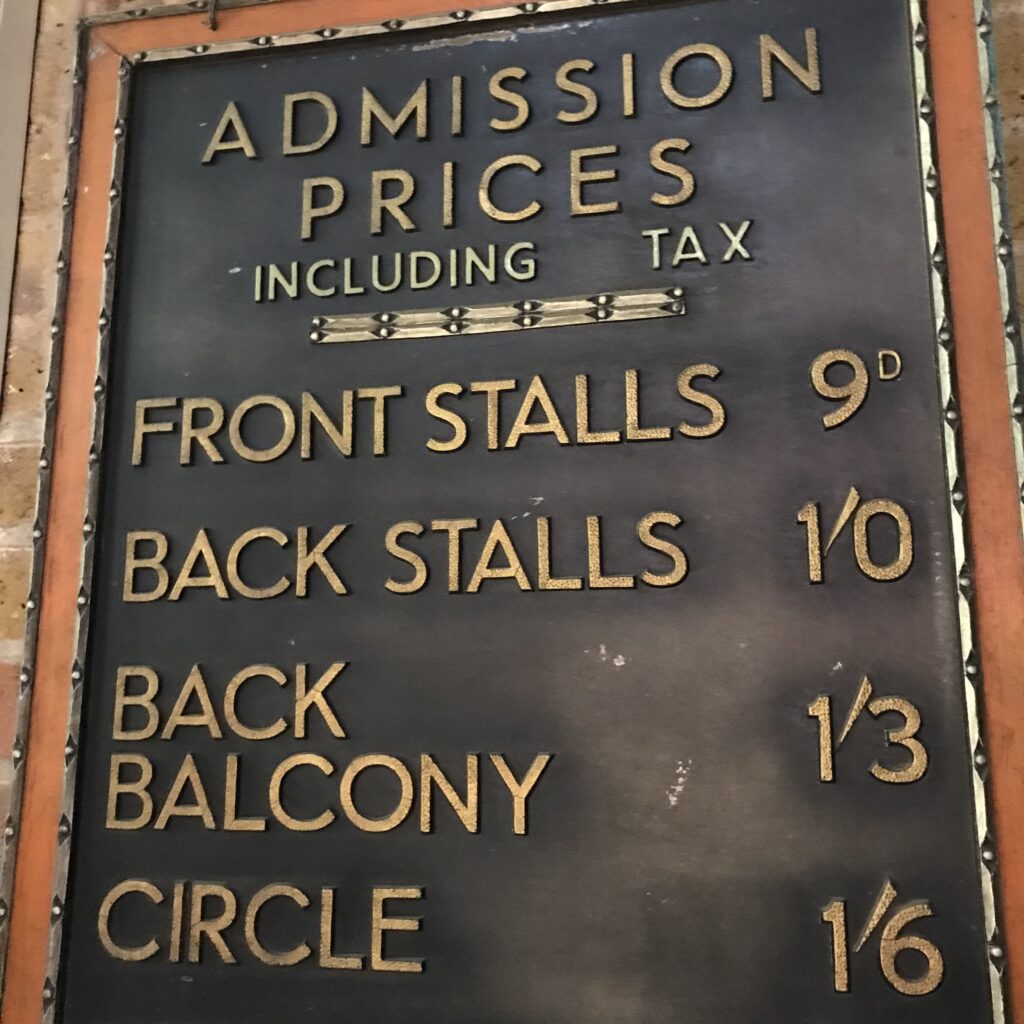 ADMISSION
PRICES
INCLUDING TAX
FRONT STALLS 9D
BACK STALLS 1/0
BACK
BALCONY 1/3
CIRCLE 1/6